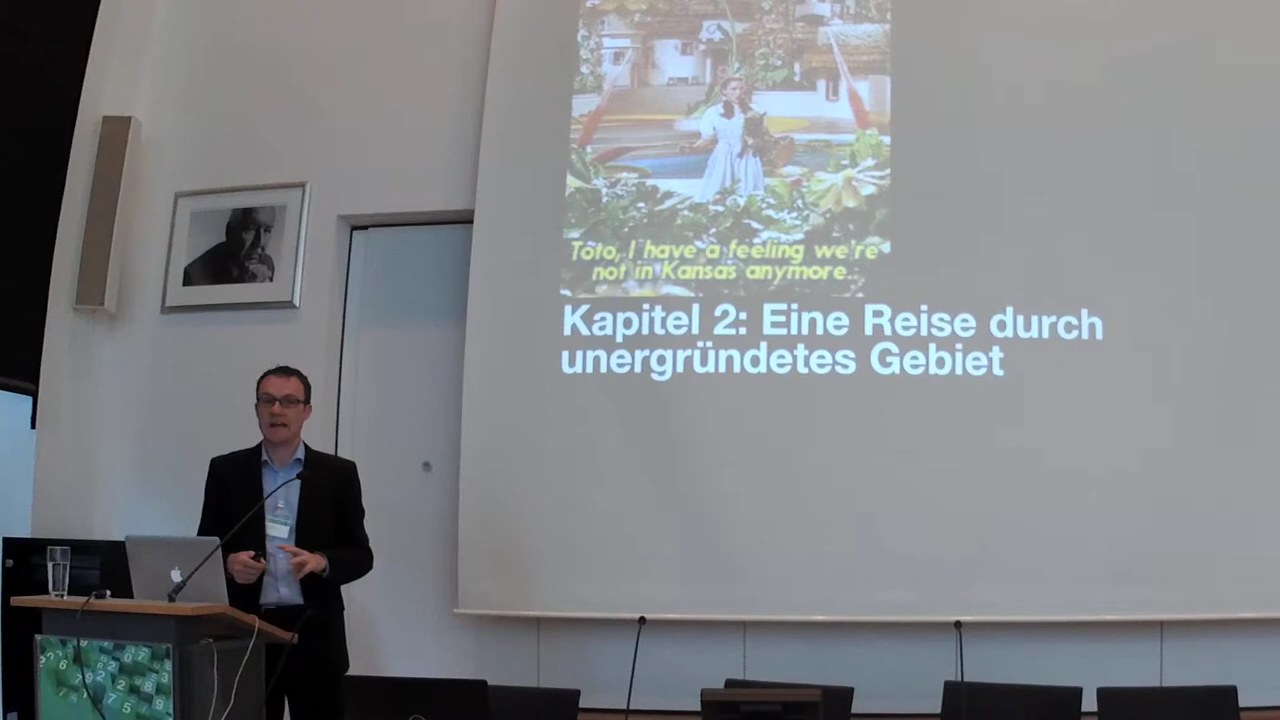 Toto, I have a feeling we're
not in Kansas anymore.
Kapitel 2: Eine Reise durch
unergründetes Gebiet